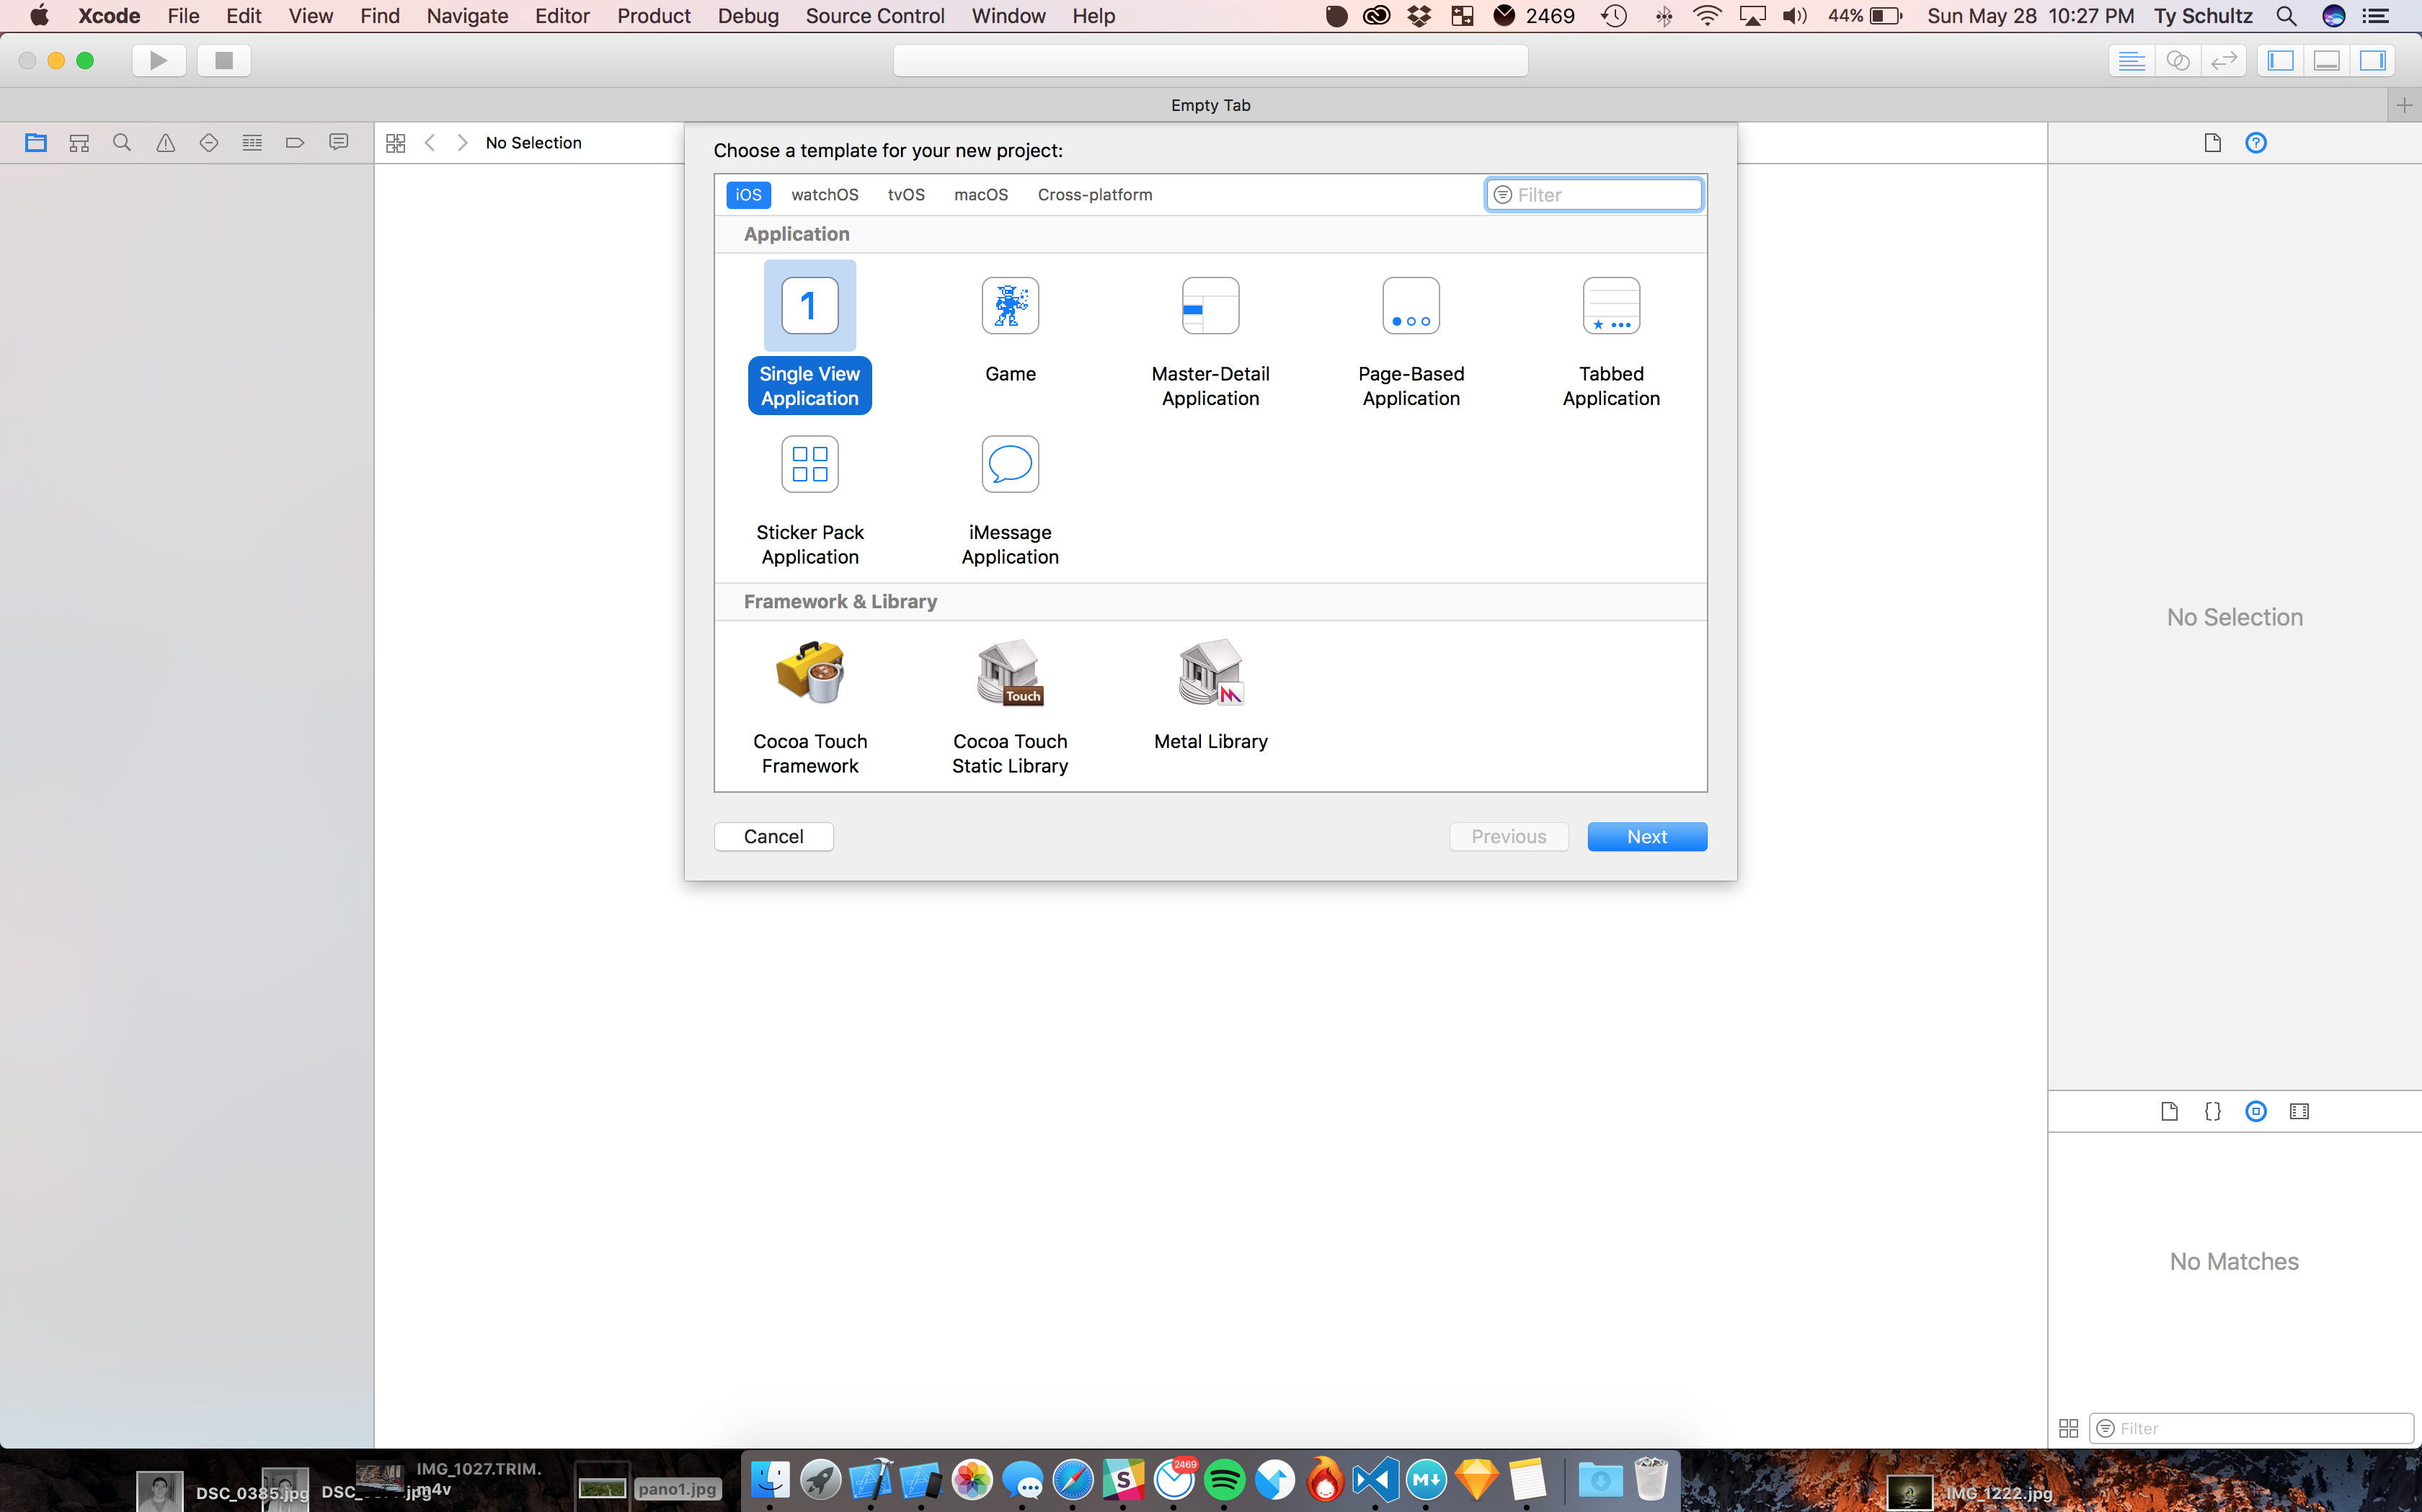 Xcode File Edit View Find Navigate Editor Product Debug Source Control Window Help 2469 44% Sun May 28 10:27 PM Ty Schultz
Empty Tab
No Selection
Choose a template for your new project:
iOS watchOS tvOS macOS Cross-platform Filter
Application
1
Single View
Application
Game
Master-Detail
Application
Page-Based
Application
Tabbed
Application
Sticker Pack
Application
iMessage
Application
Framework & Library
Touch
Cocoa Touch
Framework
Cocoa Touch
Static Library
Metal Library
Cancel Previous Next
No Selection
No Matches
Filter
DSC_0385.jpg
IMG_1027.TRIM.
m4v
pano1.jpg
S
2469
M
IMG_1222.jpg